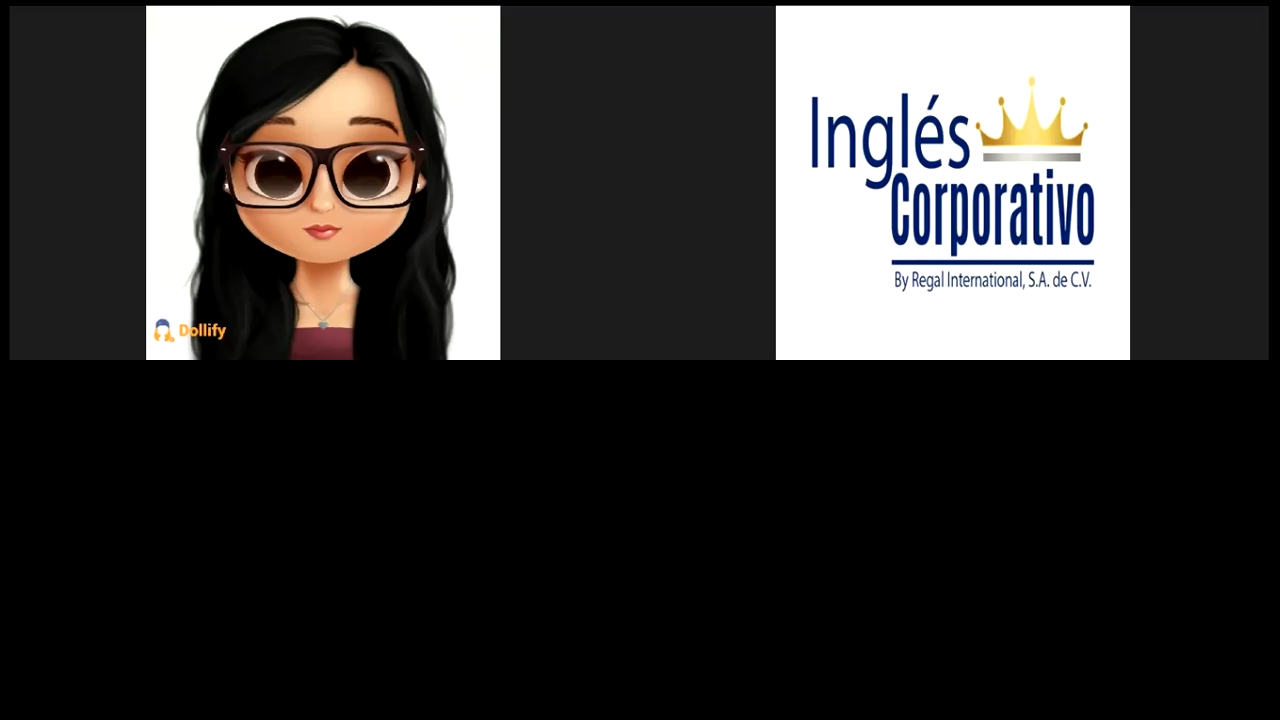 Dollify
Inglés
Corporativo
By Regal International, S.A. de C.V.